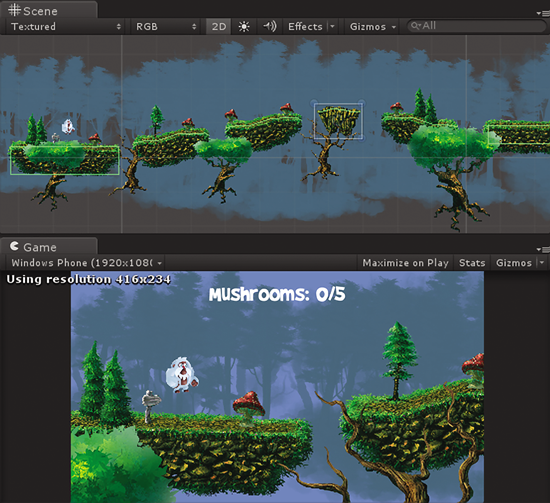 Scene
Textured RGB 2D Effects Gizmos All
Game
Windows Phone (1920x1080( Maximize on Play Stats Gizmos
Using resolution 416x234
Mushrooms: 0/5